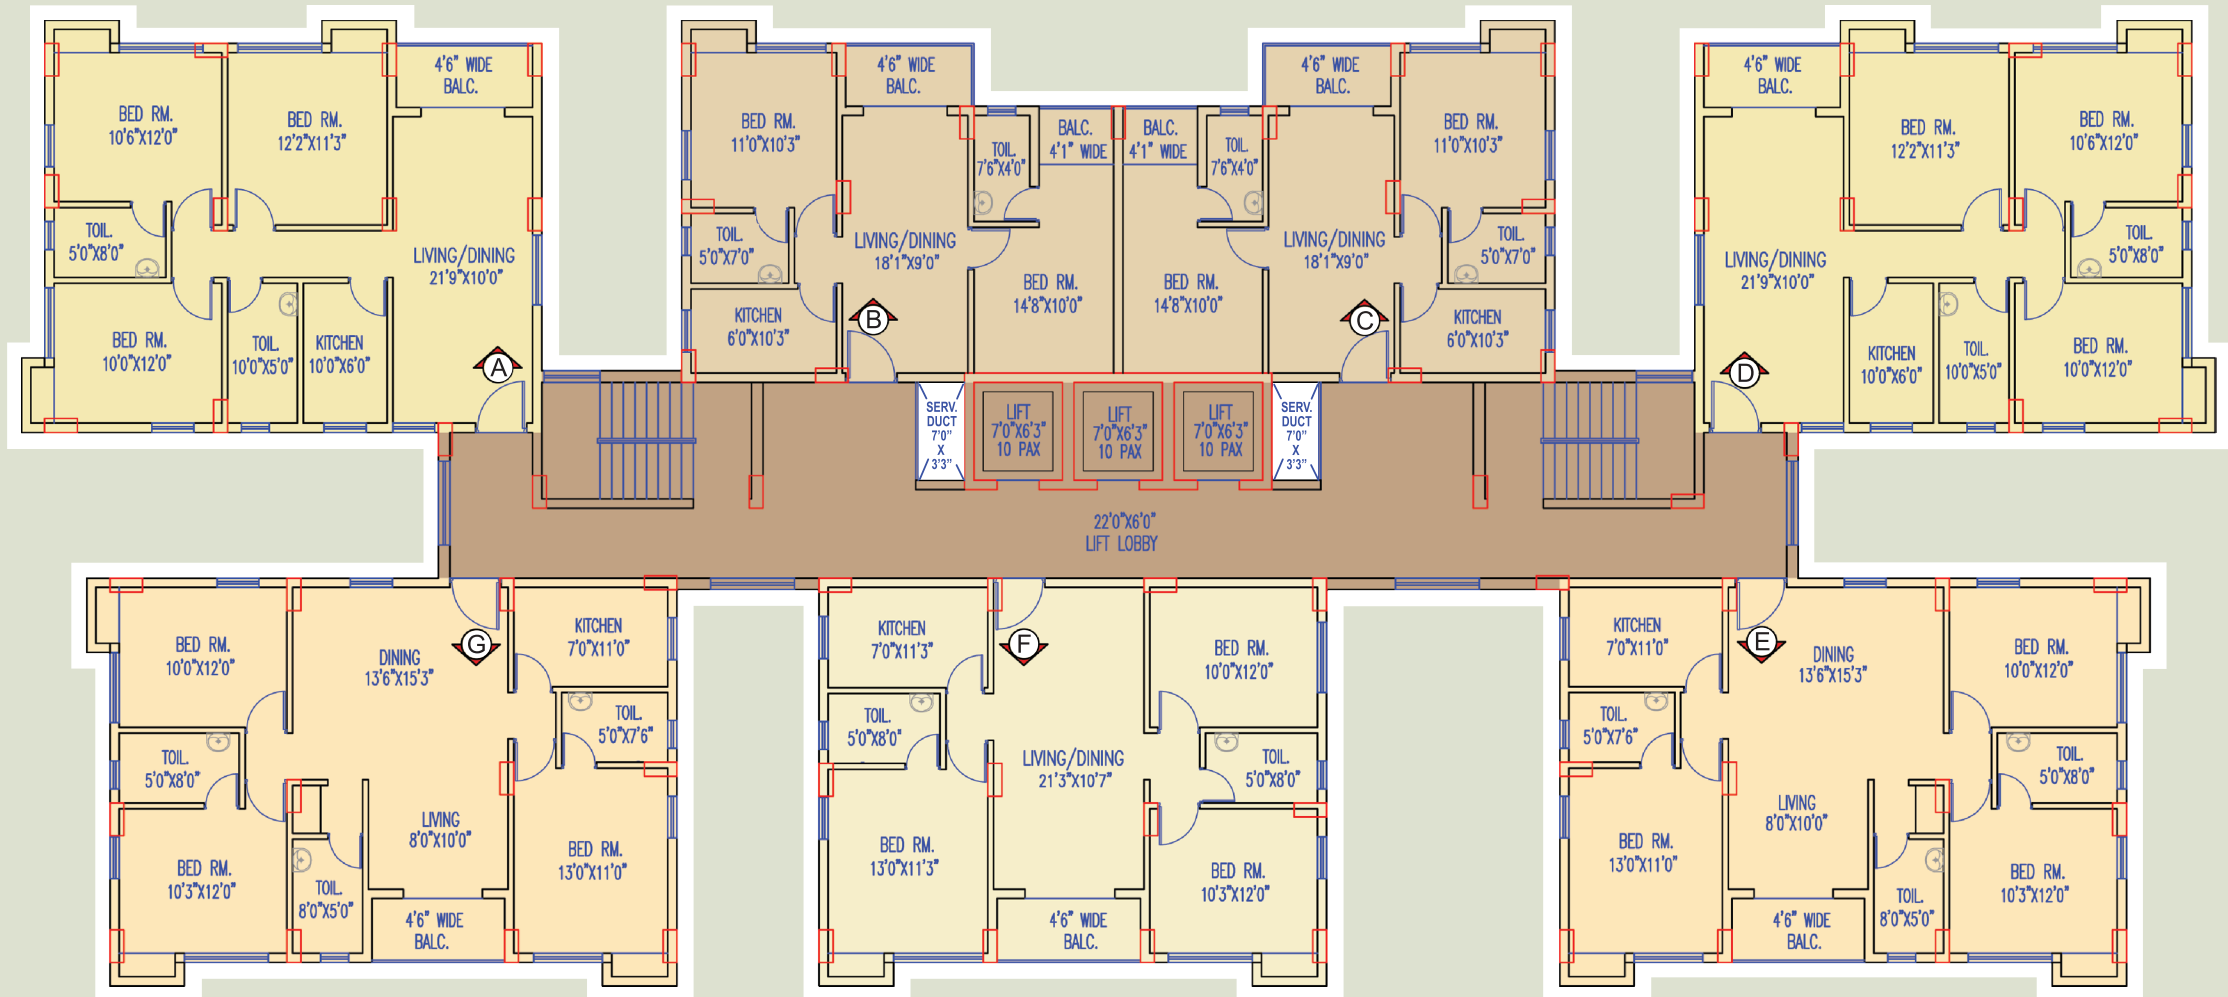 4'6" WIDE
BALC.
BED RM.
10'6"X12'0"
BED RM.
12'2"X11'3"
TOIL.
5'0"X8'0"
LIVING/DINING
21'9"X10'0"
BED RM.
10'0"X12'0"
TOIL.
10'0"X5'0"
KITCHEN
10'0"X6'0"
A
4'6" WIDE
BALC.
BED RM.
11'0"X10'3"
TOIL.
7'6"X4'0"
BALC.
4'1" WIDE
TOIL.
5'0"X7'0"
LIVING/DINING
18'1"X9'0"
BED RM.
14'8"X10'0"
KITCHEN
6'0"X10'3"
B
4'6" WIDE
BALC.
BALC.
4'1" WIDE
TOIL.
7'6"X4'0"
BED RM.
11'0"X10'3"
LIVING/DINING
18'1"X9'0"
TOIL.
5'0"X7'0"
BED RM.
14'8"X10'0"
KITCHEN
6'0"X10'3"
C
4'6" WIDE
BALC.
BED RM.
12'2"X11'3"
BED RM.
10'6"X12'0"
LIVING/DINING
21'9"X10'0"
TOIL.
5'0"X8'0"
KITCHEN
10'0"X6'0"
TOIL.
10'0"X5'0"
BED RM.
10'0"X12'0"
D
SERV.
DUCT
7'0"
X
3'3"
LIFT
7'0"X6'3"
10 PAX
LIFT
7'0"X6'3"
10 PAX
LIFT
7'0"X6'3"
10 PAX
SERV.
DUCT
7'0"
X
3'3"
22'0"X6'0"
LIFT LOBBY
G
BED RM.
10'0"X12'0"
DINING
13'6"X15'3"
KITCHEN
7'0"X11'0"
TOIL.
5'0"X8'0"
TOIL.
5'0"X7'6"
LIVING
8'0"X10'0"
BED RM.
10'3"X12'0"
TOIL.
8'0"X5'0"
BED RM.
13'0"X11'0"
4'6" WIDE
BALC.
F
KITCHEN
7'0"X11'3"
BED RM.
10'0"X12'0"
TOIL.
5'0"X8'0"
LIVING/DINING
21'3"X10'7"
TOIL.
5'0"X8'0"
BED RM.
13'0"X11'3"
BED RM.
10'3"X12'0"
4'6" WIDE
BALC.
E
KITCHEN
7'0"X11'0"
DINING
13'6"X15'3"
BED RM.
10'0"X12'0"
TOIL.
5'0"X7'6"
TOIL.
5'0"X8'0"
LIVING
8'0"X10'0"
BED RM.
13'0"X11'0"
BED RM.
10'3"X12'0"
TOIL.
8'0"X5'0"
4'6" WIDE
BALC.